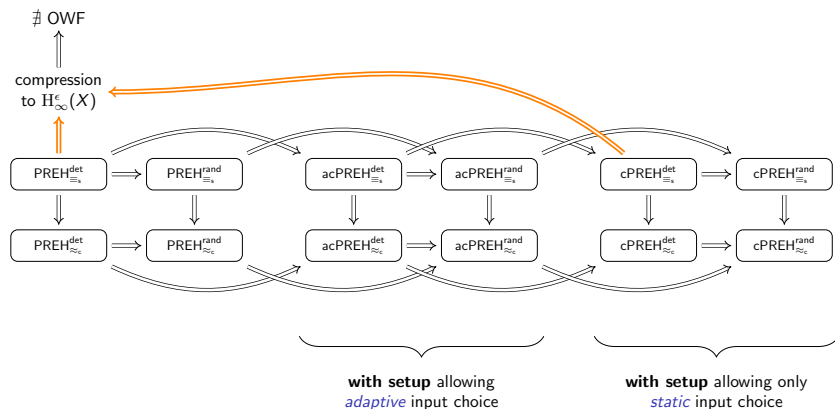 ∄ OWF
compression
to H^ϵ_∞(X)
PREH^det_≡s
PREH^rand_≡s
acPREH^det_≡s
acPREH^rand_≡s
cPREH^det_≡s
cPREH^rand_≡s
PREH^det_≈c
PREH^rand_≈c
acPREH^det_≈c
acPREH^rand_≈c
cPREH^det_≈c
cPREH^rand_≈c
with setup allowing
adaptive input choice
with setup allowing only
static input choice